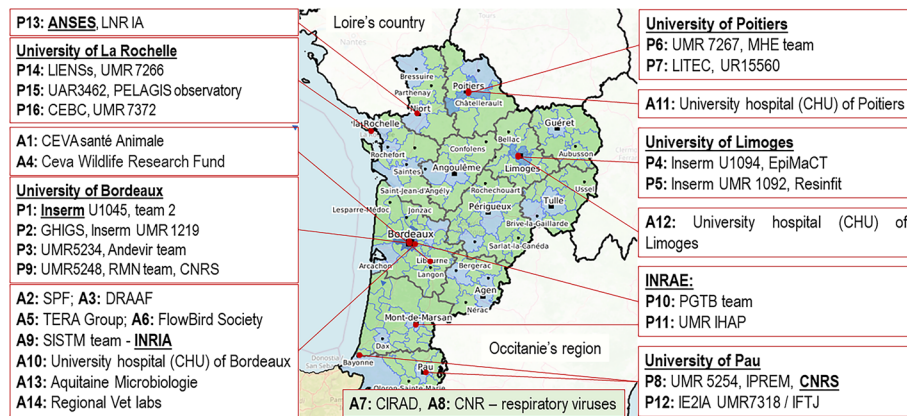 P13: ANSES, LNR IA
University of La Rochelle
P14: LIENSs, UMR 7266
P15: UAR3462, PELAGIS observatory
P16: CEBC, UMR 7372
A1: CEVA santé Animale
A4: Ceva Wildlife Research Fund
University of Bordeaux
P1: Inserm U1045, team 2
P2: GHIGS, Inserm UMR 1219
P3: UMR5234, Andevir team
P9: UMR5248, RMN team, CNRS
A2: SPF; A3: DRAAF
A5: TERA Group; A6: FlowBird Society
A9: SISTM team - INRIA
A10: University hospital (CHU) of Bordeaux
A13: Aquitaine Microbiologie
A14: Regional Vet labs
Loire's country
Bressuire
Parthenay
Poitiers
Châtellerault
Niort
la Rochelle
Rochefort
Saintes
Saint-Jean-d'Angély
Confolens
Angoulême
Bellac
Limoges
Rochechouart
Guéret
Aubusson
Ussel
Tulle
Brive-la-Gaillarde
Lesparre-Médoc
Jonzac
Périgueux
Sarlat-la-Canéda
Bordeaux
Libourne
Arcachon
Langon
Bergerac
Agen
Nérac
Mont-de-Marsan
Dax
Donostia
San Seba
Bayonne
Pau
Oloron-Sainte-Marie
Occitanie's region
A7: CIRAD, A8: CNR – respiratory viruses
University of Poitiers
P6: UMR 7267, MHE team
P7: LITEC, UR15560
A11: University hospital (CHU) of Poitiers
University of Limoges
P4: Inserm U1094, EpiMaCT
P5: Inserm UMR 1092, Resinfit
A12: University hospital (CHU) of
Limoges
INRAE:
P10: PGTB team
P11: UMR IHAP
University of Pau
P8: UMR 5254, IPREM, CNRS
P12: IE2IA UMR7318 / IFTJ